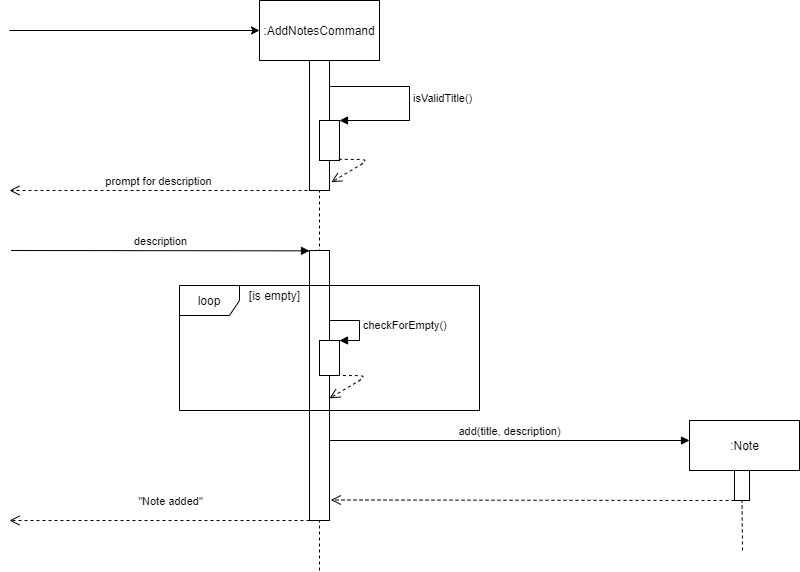 :AddNotesCommand
isValidTitle()
prompt for description
description
loop
[is empty]
checkForEmpty()
add(title, description)
:Note
"Note added"